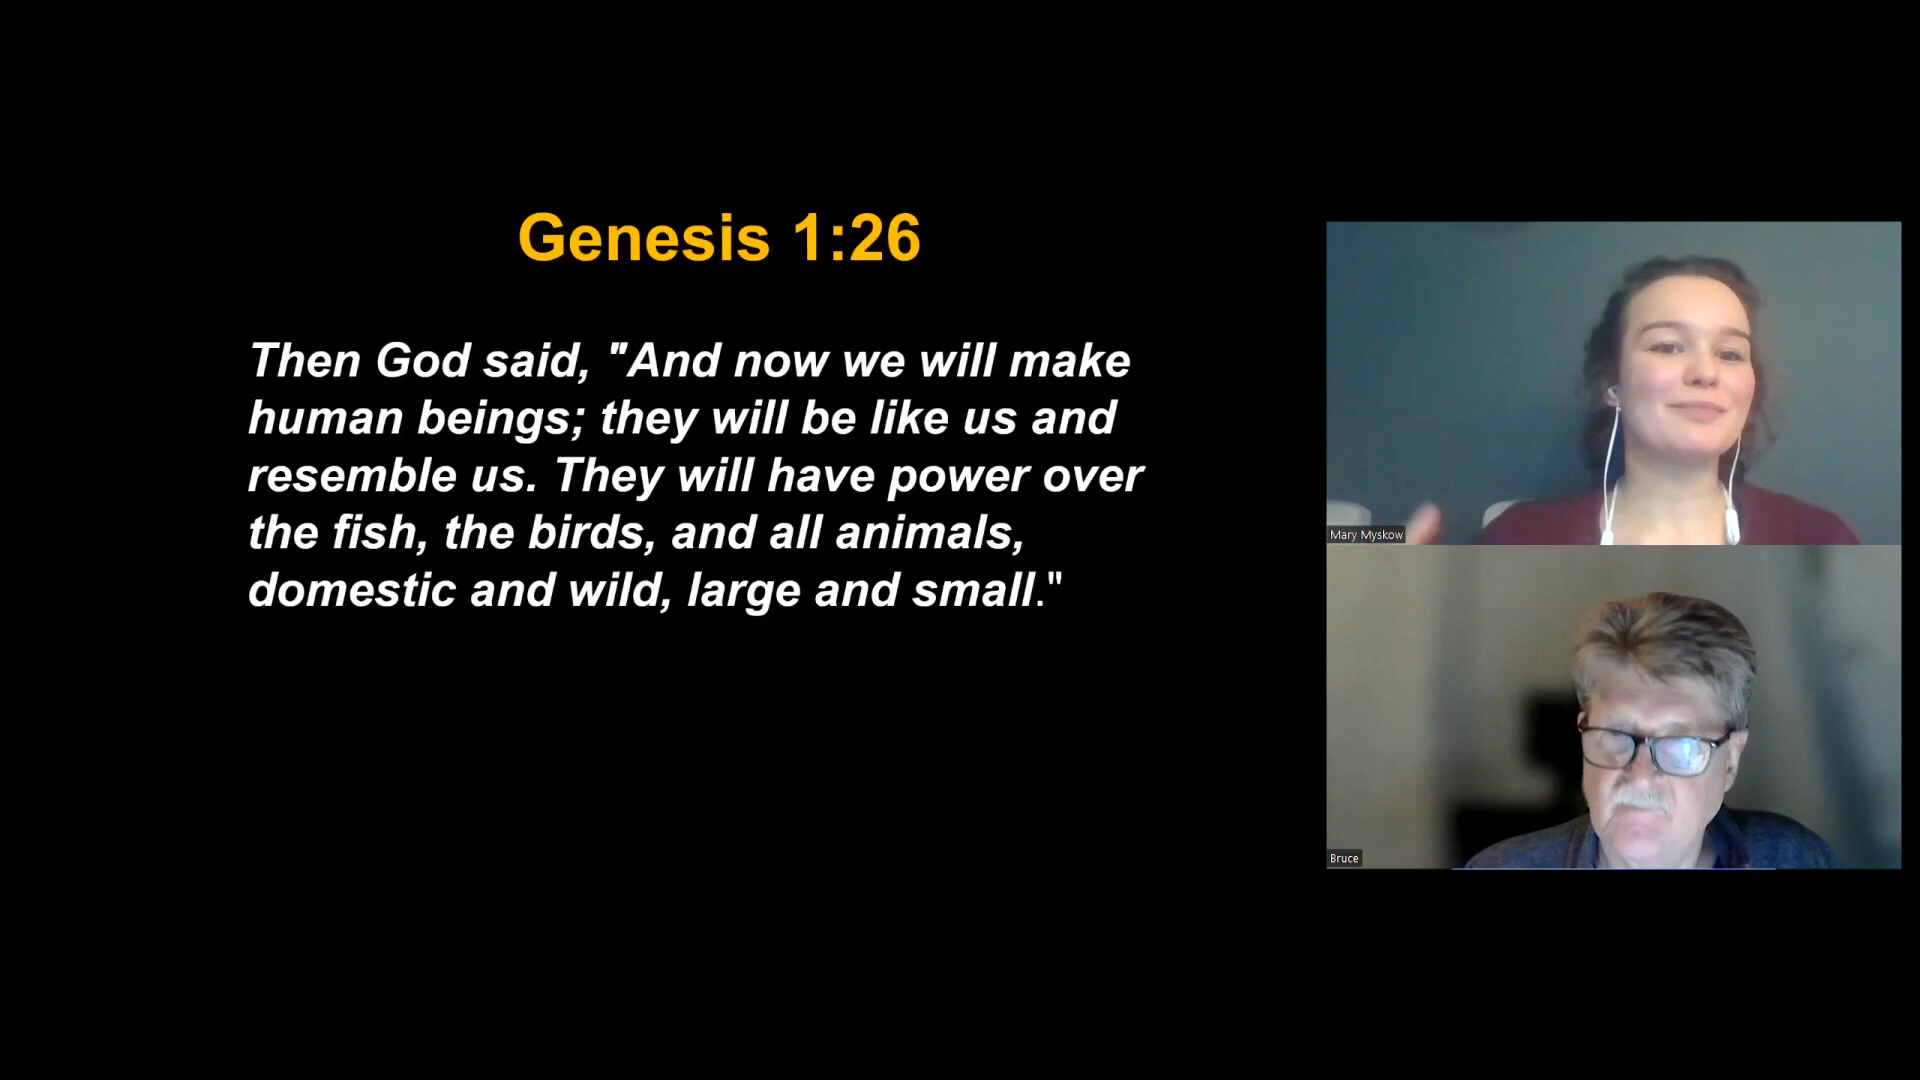 Genesis 1:26
Then God said, "And now we will make
human beings; they will be like us and
resemble us. They will have power over
the fish, the birds, and all animals,
domestic and wild, large and small."
Mary Myskow
Bruce